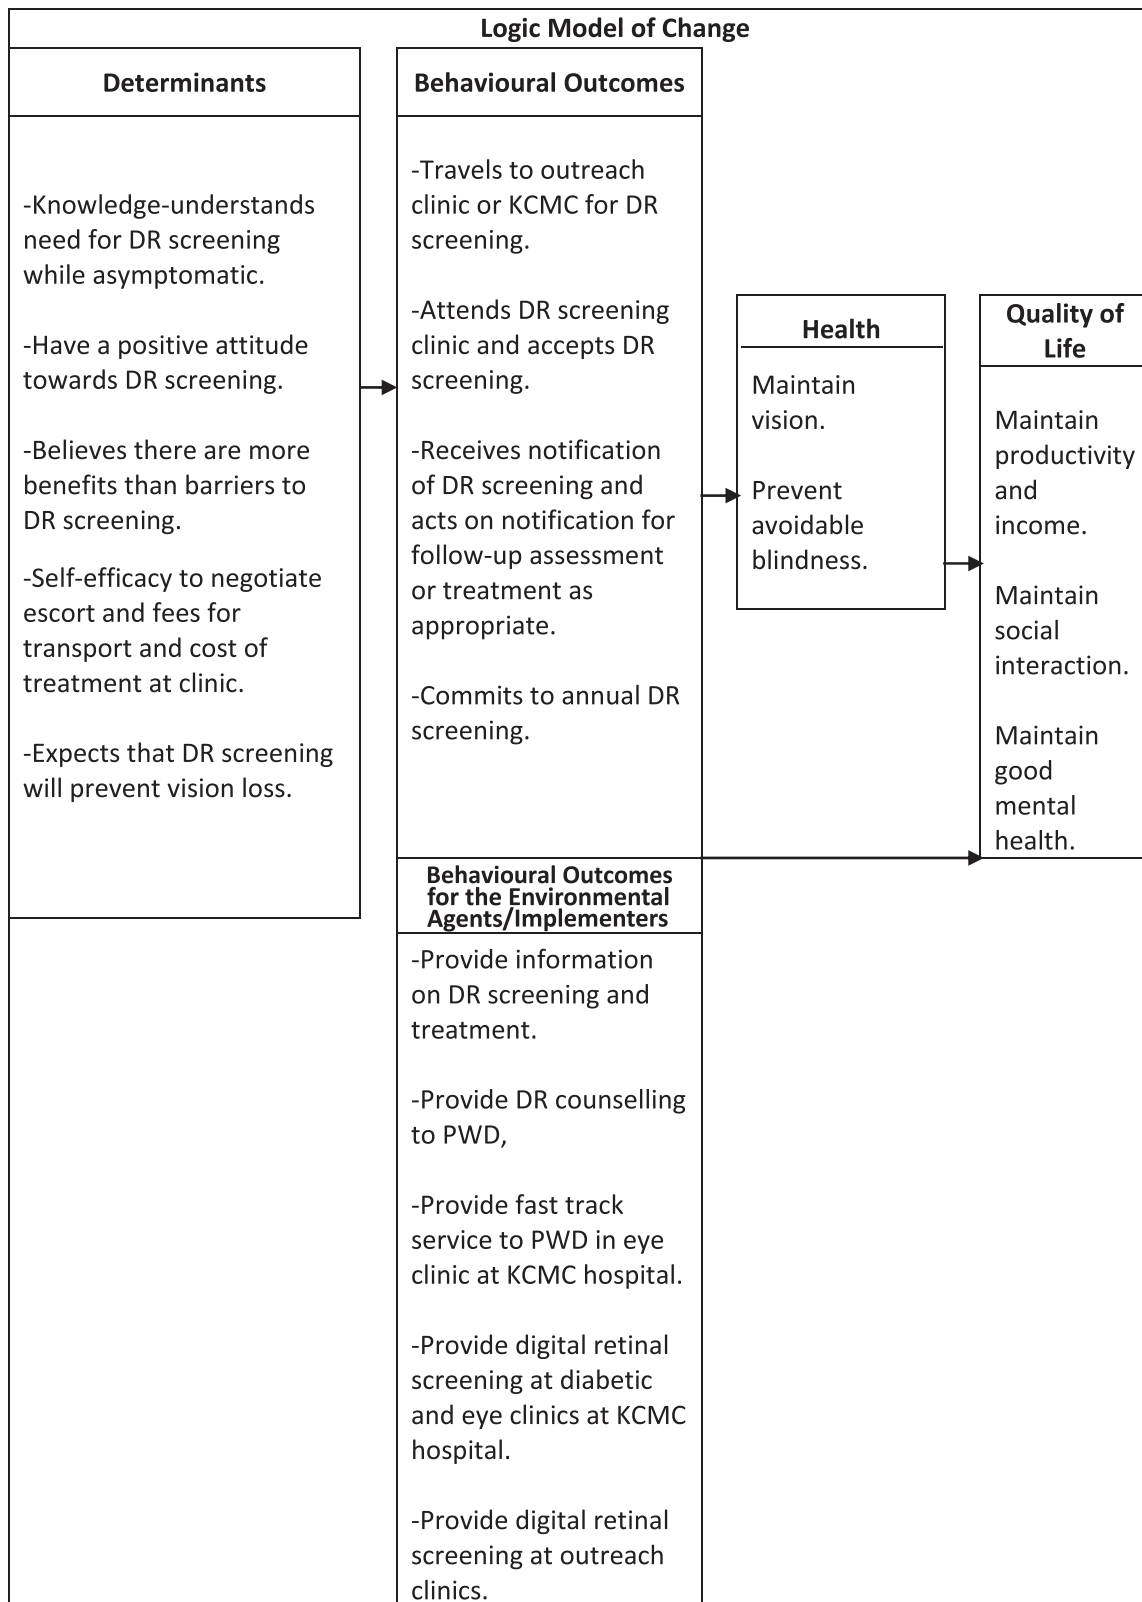 Logic Model of Change
Determinants
-Knowledge-understands
need for DR screening
while asymptomatic.
-Have a positive attitude
towards DR screening.
-Believes there are more
benefits than barriers to
DR screening.
-Self-efficacy to negotiate
escort and fees for
transport and cost of
treatment at clinic.
-Expects that DR screening
will prevent vision loss.
Behavioural Outcomes
-Travels to outreach
clinic or KCMC for DR
screening.
-Attends DR screening
clinic and accepts DR
screening.
-Receives notification
of DR screening and
acts on notification for
follow-up assessment
or treatment as
appropriate.
-Commits to annual DR
screening.
Behavioural Outcomes
for the Environmental
Agents/Implementers
-Provide information
on DR screening and
treatment.
-Provide DR counselling
to PWD,
-Provide fast track
service to PWD in eye
clinic at KCMC hospital.
-Provide digital retinal
screening at diabetic
and eye clinics at KCMC
hospital.
-Provide digital retinal
screening at outreach
clinics.
Health
Maintain
vision.
Prevent
avoidable
blindness.
Quality of
Life
Maintain
productivity
and
income.
Maintain
social
interaction.
Maintain
good
mental
health.